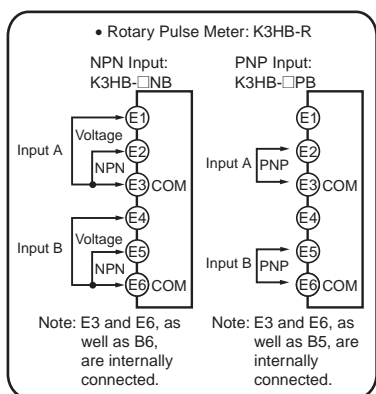 • Rotary Pulse Meter: K3HB-R
NPN Input:
K3HB-□NB
E1
Voltage
E2
Input A
NPN
E3 COM
E4
Voltage
E5
Input B
NPN
E6 COM
Note: E3 and E6, as
well as B6,
are internally
connected.
PNP Input:
K3HB-□PB
E1
E2
Input A PNP
E3 COM
E4
E5
Input B PNP
E6 COM
Note: E3 and E6, as
well as B5, are
internally
connected.